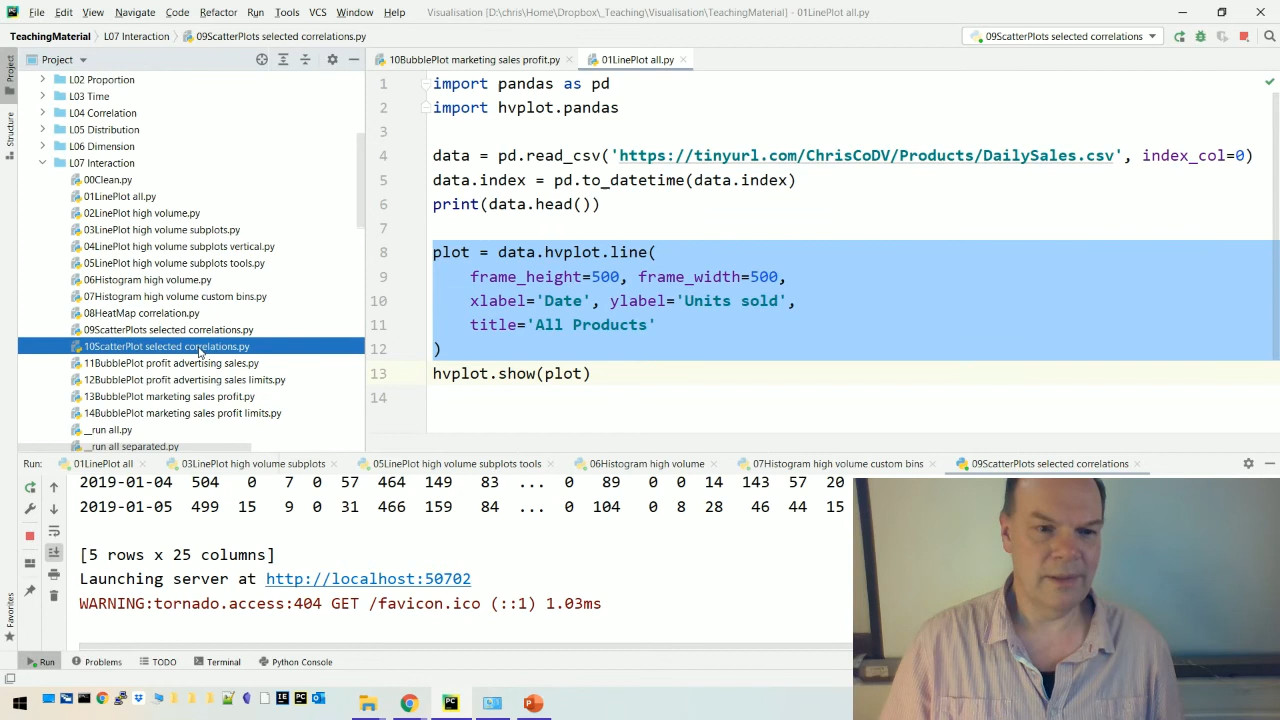 File Edit View Navigate Code Refactor Run Tools VCS Window Help Visualisation [D:\chris\Home\Dropbox\_Teaching\Visualisation\TeachingMaterial] - 01LinePlot all.py
TeachingMaterial L07 Interaction 09ScatterPlots selected correlations.py 09ScatterPlots selected correlations
Project
10BubblePlot marketing sales profit.py 01LinePlot all.py
Project
Structure
L02 Proportion
L03 Time
L04 Correlation
L05 Distribution
L06 Dimension
L07 Interaction
00Clean.py
01LinePlot all.py
02LinePlot high volume.py
03LinePlot high volume subplots.py
04LinePlot high volume subplots vertical.py
05LinePlot high volume subplots tools.py
06Histogram high volume.py
07Histogram high volume custom bins.py
08HeatMap correlation.py
09ScatterPlots selected correlations.py
10ScatterPlot selected correlations.py
11BubblePlot profit advertising sales.py
12BubblePlot profit advertising sales limits.py
13BubblePlot marketing sales profit.py
14BubblePlot marketing sales profit limits.py
__run all.py
__run all separated.py
1 import pandas as pd
2 import hvplot.pandas
3
4 data = pd.read_csv('https://tinyurl.com/ChrisCoDV/Products/DailySales.csv', index_col=0)
5 data.index = pd.to_datetime(data.index)
6 print(data.head())
7
8 plot = data.hvplot.line(
9 frame_height=500, frame_width=500,
10 xlabel='Date', ylabel='Units sold',
11 title='All Products'
12 )
13 hvplot.show(plot)
14
Run: 01LinePlot all 03LinePlot high volume subplots 05LinePlot high volume subplots tools 06Histogram high volume 07Histogram high volume custom bins 09ScatterPlots selected correlations
2019-01-04 504 0 7 0 57 464 149 83 ... 0 89 0 0 14 143 57 20
2019-01-05 499 15 9 0 31 466 159 84 ... 0 104 0 8 28 46 44 15
[5 rows x 25 columns]
Launching server at http://localhost:50702
WARNING:tornado.access:404 GET /favicon.ico (::1) 1.03ms
Favorites
Run Problems TODO Terminal Python Console